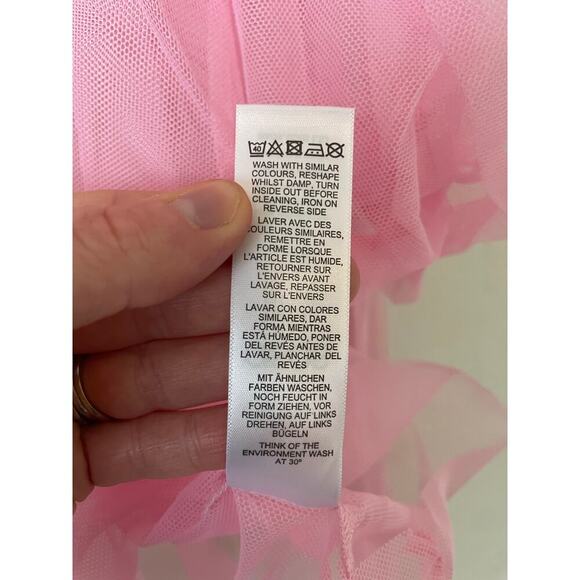 40
WASH WITH SIMILAR
COLOURS, RESHAPE
WHILST DAMP, TURN
INSIDE OUT BEFORE
CLEANING, IRON ON
REVERSE SIDE
LAVER AVEC DES
COULEURS SIMILAIRES,
REMETTRE EN
FORME LORSQUE
L'ARTICLE EST HUMIDE,
RETOURNER SUR
L'ENVERS AVANT
LAVAGE, REPASSER
SUR L'ENVERS
LAVAR CON COLORES
SIMILARES, DAR
FORMA MIENTRAS
ESTÁ HÚMEDO, PONER
DEL REVÉS ANTES DE
LAVAR, PLANCHAR DEL
REVÉS
MIT ÄHNLICHEN
FARBEN WASCHEN,
NOCH FEUCHT IN
FORM ZIEHEN, VOR
REINIGUNG AUF LINKS
DREHEN, AUF LINKS
BÜGELN
THINK OF THE
ENVIRONMENT WASH
AT 30°